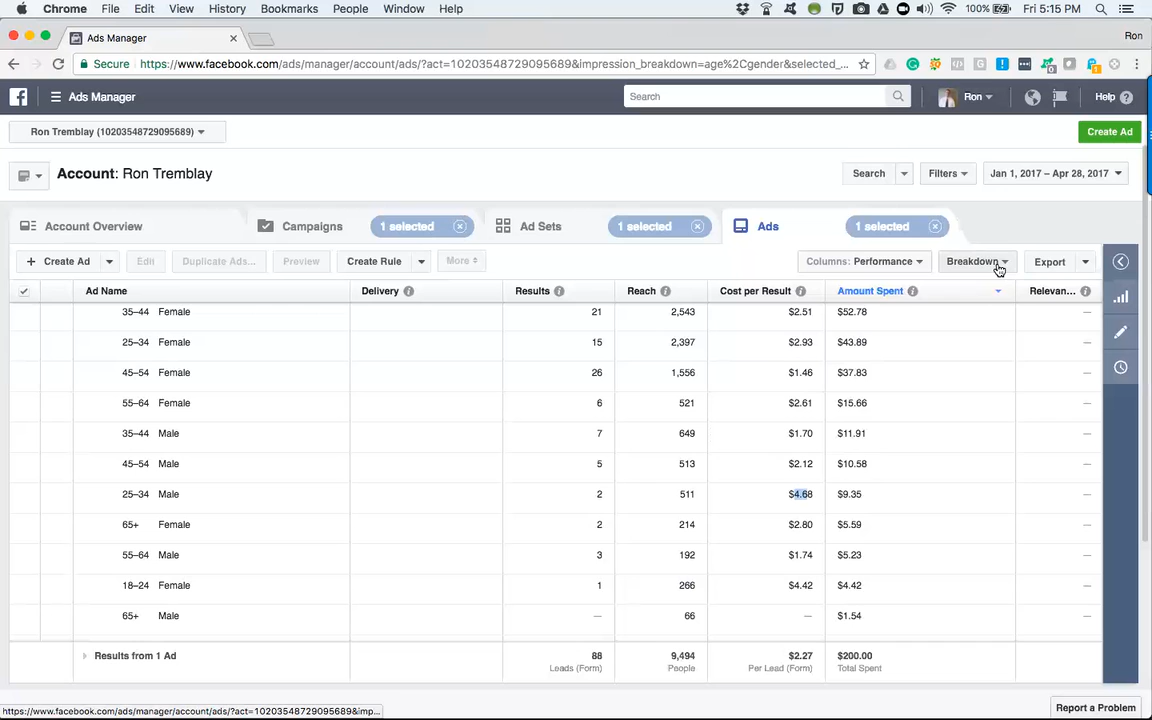 Chrome File Edit View History Bookmarks People Window Help 100% Fri 5:15 PM
Ads Manager Ron
Secure https://www.facebook.com/ads/manager/account/ads/?act=10203548729095689&impression_breakdown=age%2Cgender&selected_...
Ads Manager Search Ron Help
Ron Tremblay (10203548729095689) Create Ad
Account: Ron Tremblay Search Filters Jan 1, 2017 – Apr 28, 2017
Account Overview Campaigns 1 selected Ad Sets 1 selected Ads 1 selected
+ Create Ad Edit Duplicate Ads... Preview Create Rule More Columns: Performance Breakdown Export
Ad Name Delivery Results Reach Cost per Result Amount Spent Relevan...
35–44 Female 21 2,543 $2.51 $52.78
25–34 Female 15 2,397 $2.93 $43.89 —
45–54 Female 26 1,556 $1.46 $37.83 —
55–64 Female 6 521 $2.61 $15.66 —
35–44 Male 7 649 $1.70 $11.91 —
45–54 Male 5 513 $2.12 $10.58 —
25–34 Male 2 511 $4.68 $9.35 —
65+ Female 2 214 $2.80 $5.59 —
55–64 Male 3 192 $1.74 $5.23 —
18–24 Female 1 266 $4.42 $4.42 —
65+ Male — 66 — $1.54 —
Results from 1 Ad 88 9,494 $2.27 $200.00
Leads (Form) People Per Lead (Form) Total Spent
https://www.facebook.com/ads/manager/account/ads/?act=10203548729095689&imp... Report a Problem